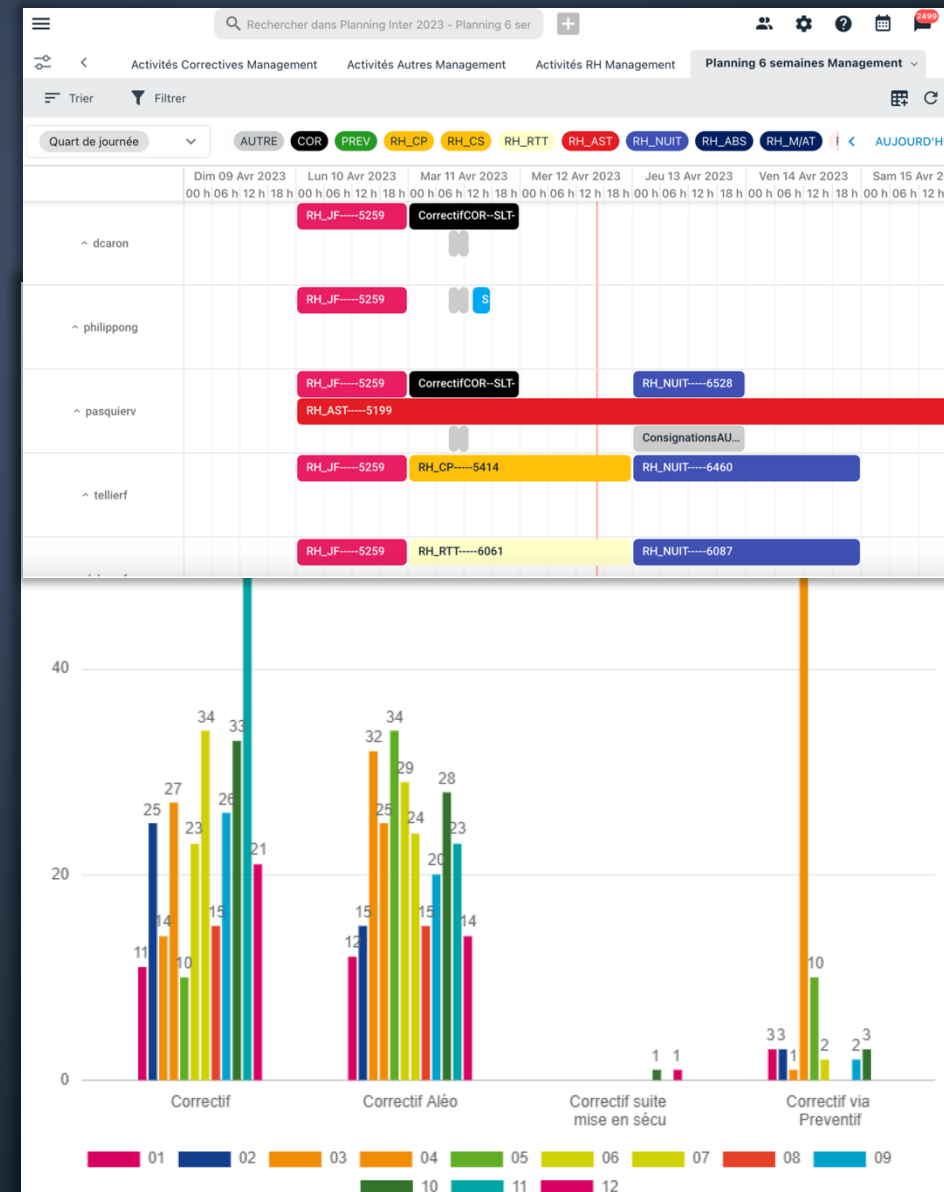 Rechercher dans Planning Inter 2023 - Planning 6 ser
2499
Activités Correctives Management Activités Autres Management Activités RH Management Planning 6 semaines Management
Trier Filtrer
Quart de journée AUTRE COR PREV RH_CP RH_CS RH_RTT RH_AST RH_NUIT RH_ABS RH_M/AT AUJOURD'H
Dim 09 Avr 2023 Lun 10 Avr 2023 Mar 11 Avr 2023 Mer 12 Avr 2023 Jeu 13 Avr 2023 Ven 14 Avr 2023 Sam 15 Avr 2
00 h 06 h 12 h 18 h 00 h 06 h 12 h 18 h 00 h 06 h 12 h 18 h 00 h 06 h 12 h 18 h 00 h 06 h 12 h 18 h 00 h 06 h 12 h 18 h 00 h 06 h 12 h
RH_JF-----5259 CorrectifCOR--SLT-
dcaron
RH_JF-----5259 S
philippong
RH_JF-----5259 CorrectifCOR--SLT- RH_NUIT-----6528
pasquierv RH_AST-----5199
ConsignationsAU...
RH_JF-----5259 RH_CP-----5414 RH_NUIT-----6460
tellierf
RH_JF-----5259 RH_RTT-----6061 RH_NUIT-----6087
40
20
0
11 25 14 27 10 23 34 15 26 33 21
12 15 32 25 34 29 24 15 20 28 23 14
1 1
3 3 1 10 2 2 3
Correctif Correctif Aléo Correctif suite mise en sécu Correctif via Preventif
01 02 03 04 05 06 07 08 09
10 11 12